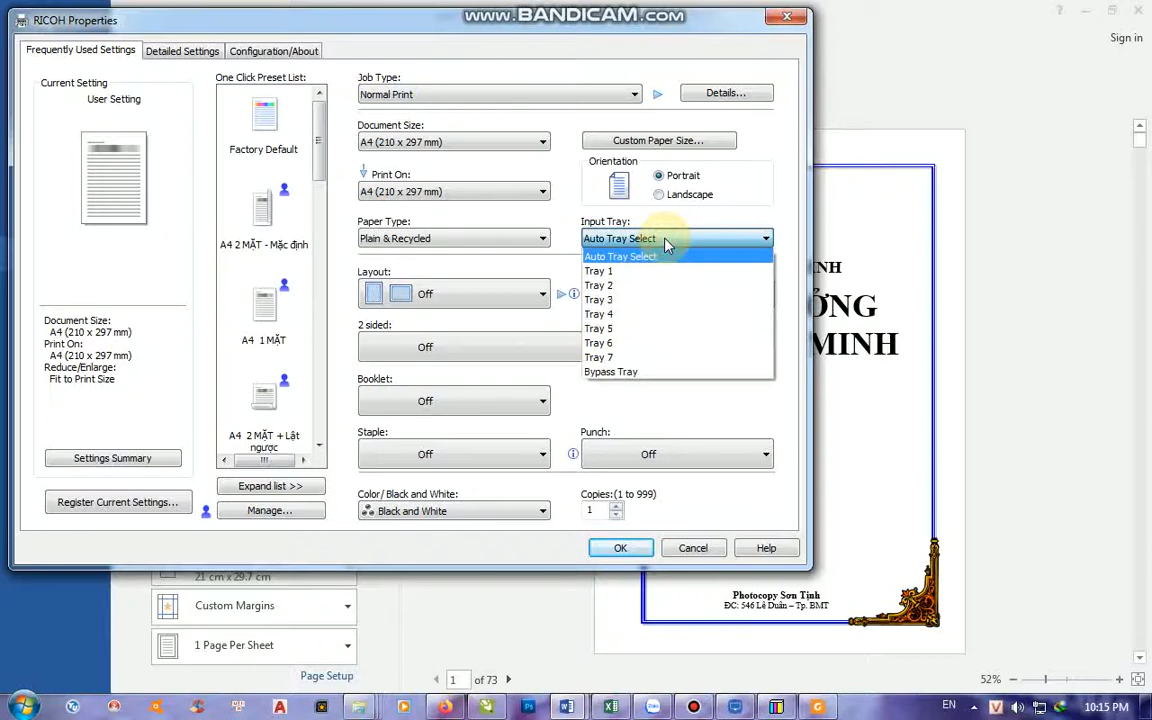 www.BANDICAM.com
RICOH Properties
Sign in
Frequently Used Settings
Detailed Settings
Configuration/About
Current Setting
User Setting
One Click Preset List:
Factory Default
A4 2 MẶT - Mặc định
A4 1 MẶT
A4 2 MẶT + Lật
ngược
Document Size:
A4 (210 x 297 mm)
Print On:
A4 (210 x 297 mm)
Reduce/Enlarge:
Fit to Print Size
Settings Summary
Register Current Settings...
Expand list >>
Manage...
Job Type:
Normal Print
Details...
Document Size:
A4 (210 x 297 mm)
Custom Paper Size...
Print On:
A4 (210 x 297 mm)
Orientation
Portrait
Landscape
Paper Type:
Plain & Recycled
Input Tray:
Auto Tray Select
Auto Tray Select
Tray 1
Tray 2
Tray 3
Tray 4
Tray 5
Tray 6
Tray 7
Bypass Tray
Layout:
Off
2 sided:
Off
Booklet:
Off
Staple:
Off
Punch:
Off
Color/ Black and White:
Black and White
Copies:(1 to 999)
1
OK
Cancel
Help
INH
ƯỞNG
MINH
Photocopy Sơn Tịnh
ĐC: 546 Lê Duẩn – Tp. BMT
21 cm x 29.7 cm
Custom Margins
1 Page Per Sheet
Page Setup
1 of 73
52%
EN
10:15 PM